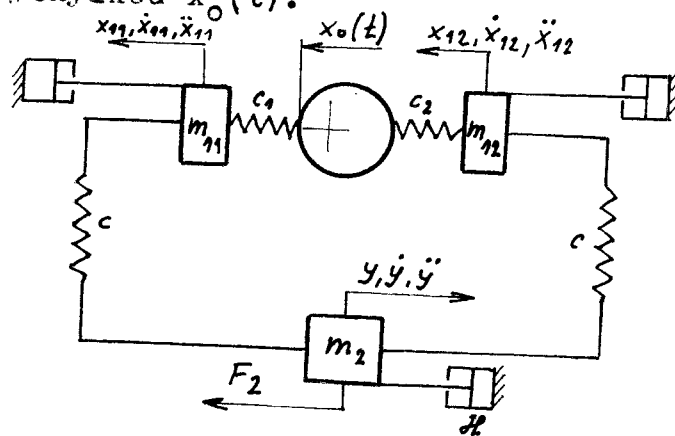 x₀(t).
x₁₁, ẋ₁₁, ẍ₁₁
x₀(t)
x₁₂, ẋ₁₂, ẍ₁₂
c₁
c₂
m₁₁
m₁₂
c
c
y, ẏ, ÿ
m₂
F₂
ℋ